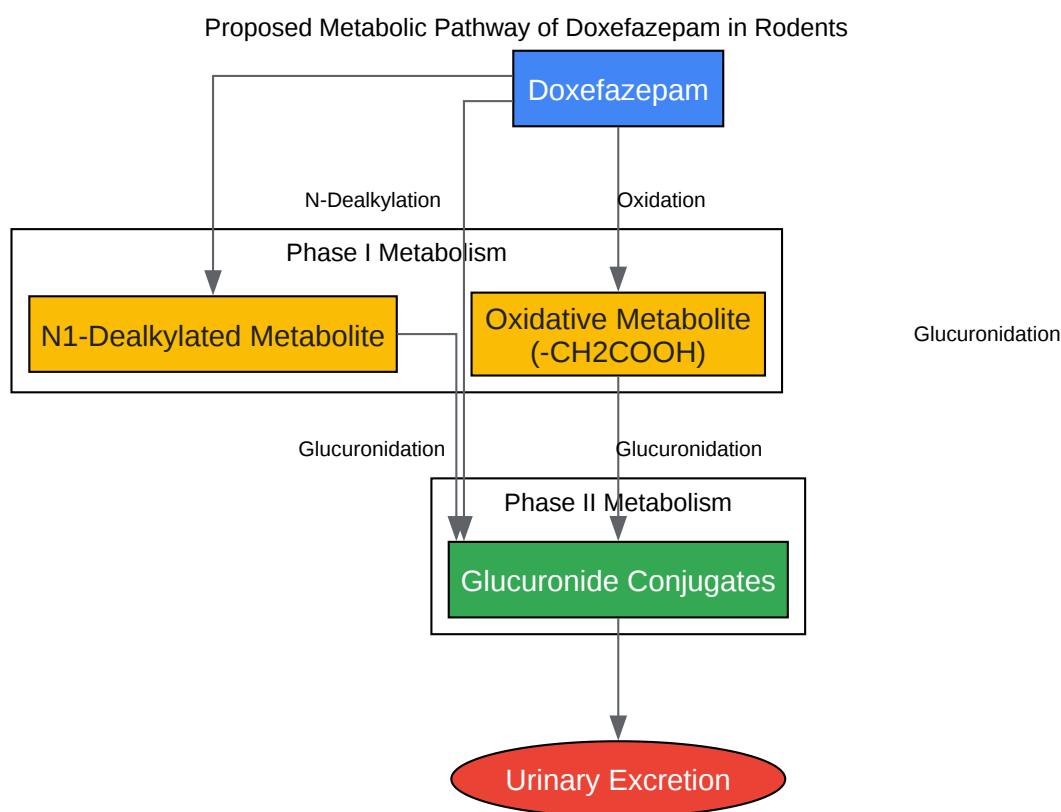 Proposed Metabolic Pathway of Doxefazepam in Rodents
Doxefazepam
N-Dealkylation
Oxidation
Phase I Metabolism
N1-Dealkylated Metabolite
Oxidative Metabolite
(-CH2COOH)
Glucuronidation
Glucuronidation
Glucuronidation
Phase II Metabolism
Glucuronide Conjugates
Urinary Excretion